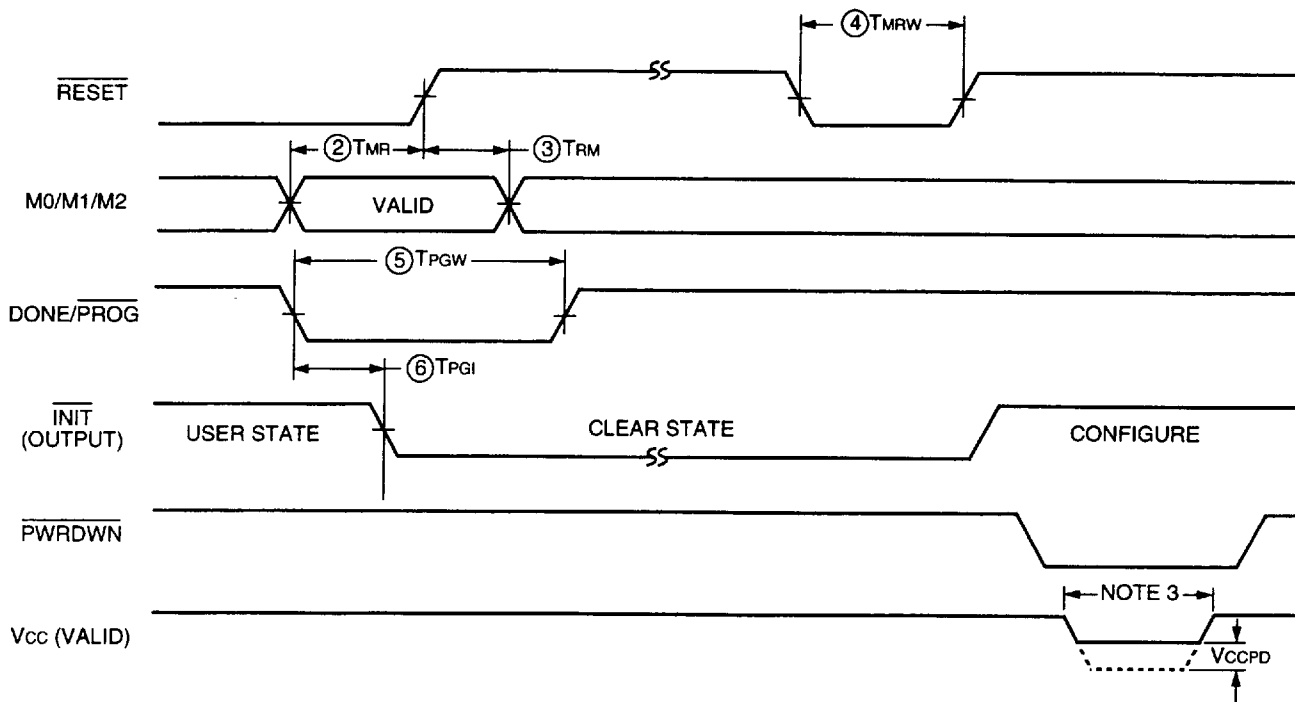 ④TMRW
RESET
②TMR
③TRM
M0/M1/M2
VALID
⑤TPGW
DONE/PROG
⑥TPGI
INIT
(OUTPUT)
USER STATE
CLEAR STATE
CONFIGURE
PWRDWN
NOTE 3
VCC (VALID)
VCCPD